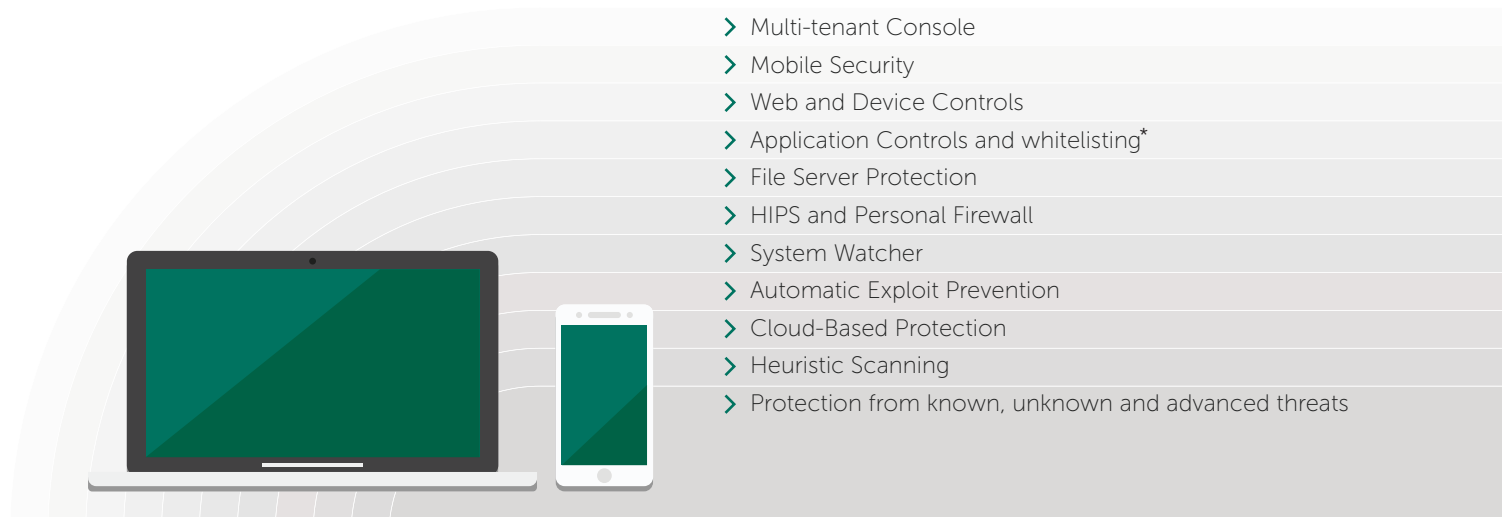 Multi-tenant Console
Mobile Security
Web and Device Controls
Application Controls and whitelisting*
File Server Protection
HIPS and Personal Firewall
System Watcher
Automatic Exploit Prevention
Cloud-Based Protection
Heuristic Scanning
Protection from known, unknown and advanced threats